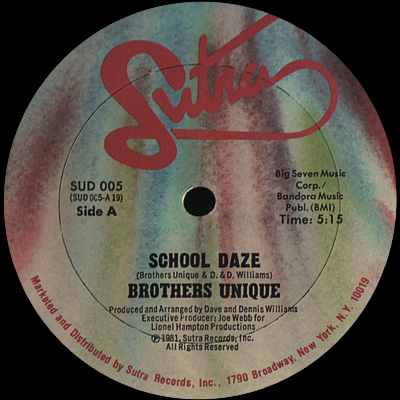 Sutra
SUD 005
(SUD 005-A 19)
Side A
Big Seven Music
Corp./
Bandora Music
Publ. (BMI)
Time: 5:15
SCHOOL DAZE
(Brothers Unique & D. & D. Williams)
BROTHERS UNIQUE
Produced and Arranged by Dave and Dennis Williams
Executive Producer: Joe Webb for
Lionel Hampton Productions
℗ 1981, Sutra Records, Inc.
All Rights Reserved
Marketed and Distributed by Sutra Records, Inc., 1790 Broadway, New York, N.Y. 10019